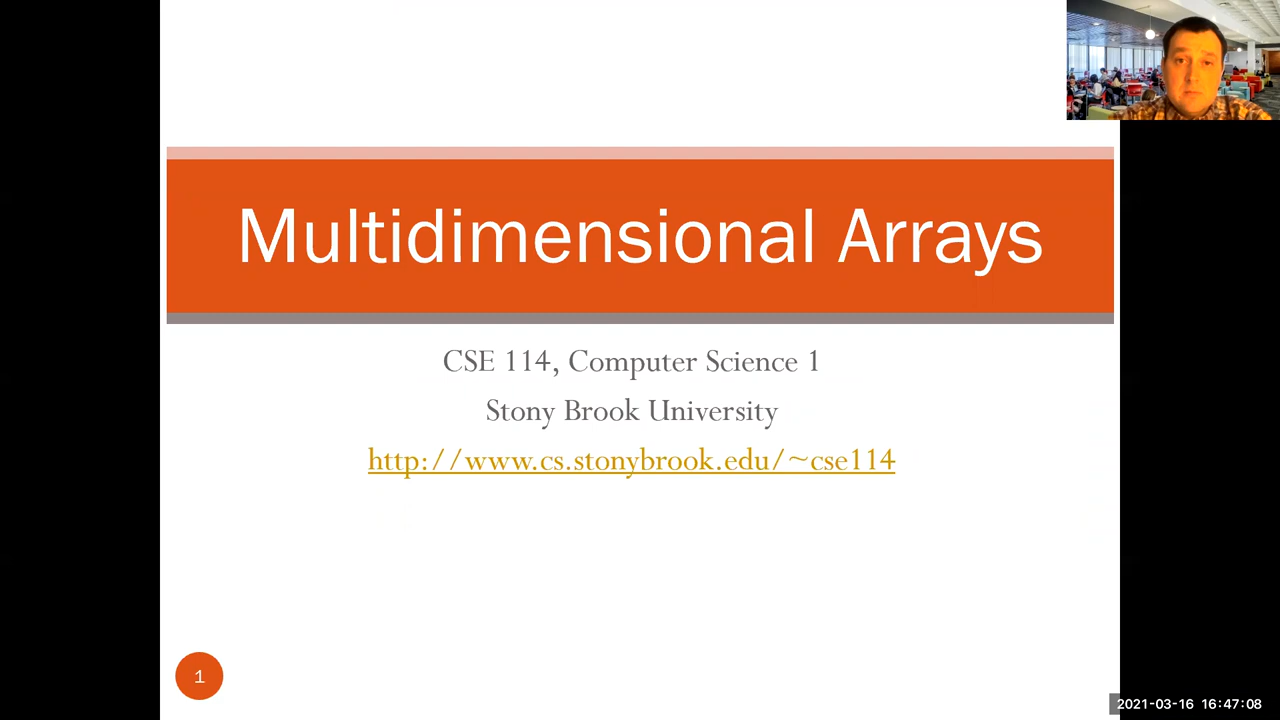 Multidimensional Arrays
CSE 114, Computer Science 1
Stony Brook University
http://www.cs.stonybrook.edu/~cse114
1
2021-03-16 16:47:08